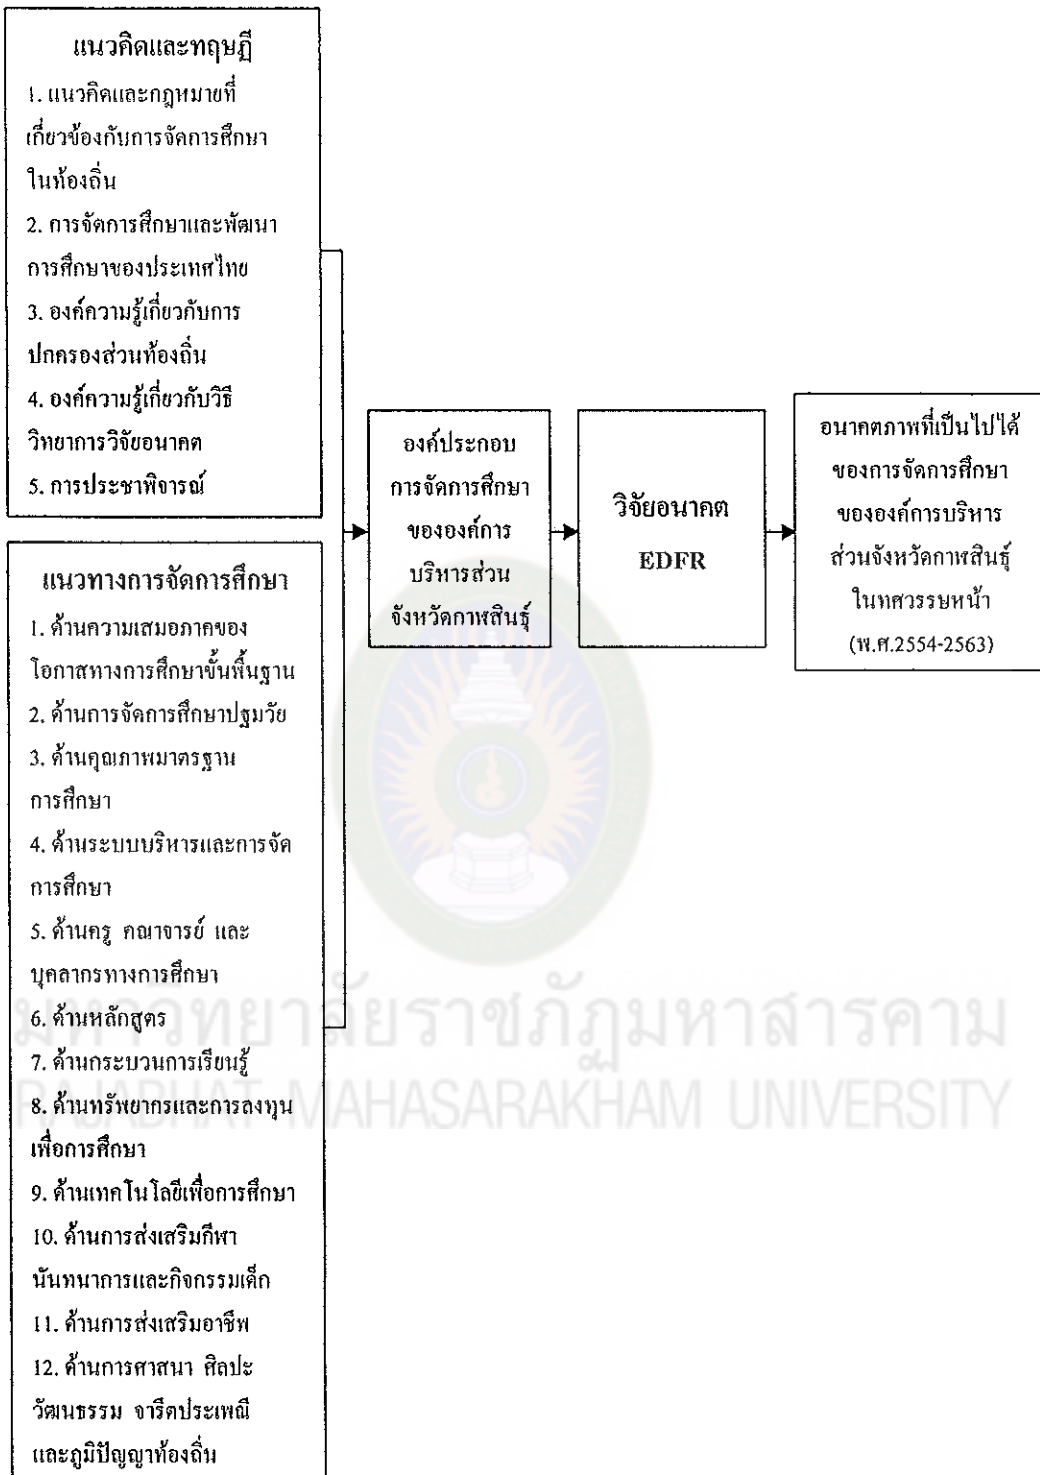 แนวคิดและทฤษฎี
1. แนวคิดและกฎหมายที่
เกี่ยวข้องกับการจัดการศึกษา
ในท้องถิ่น
2. การจัดการศึกษาและพัฒนา
การศึกษาของประเทศไทย
3. องค์ความรู้เกี่ยวกับการ
ปกครองส่วนท้องถิ่น
4. องค์ความรู้เกี่ยวกับวิธี
วิทยาการวิจัยอนาคต
5. การประชาพิจารณ์
แนวทางการจัดการศึกษา
1. ด้านความเสมอภาคของ
โอกาสทางการศึกษาขั้นพื้นฐาน
2. ด้านการจัดการศึกษาปฐมวัย
3. ด้านคุณภาพมาตรฐาน
การศึกษา
4. ด้านระบบบริหารและการจัด
การศึกษา
5. ด้านครู คณาจารย์ และ
บุคลากรทางการศึกษา
6. ด้านหลักสูตร
7. ด้านกระบวนการเรียนรู้
8. ด้านทรัพยากรและการลงทุน
เพื่อการศึกษา
9. ด้านเทคโนโลยีเพื่อการศึกษา
10. ด้านการส่งเสริมกีฬา
นันทนาการและกิจกรรมเด็ก
11. ด้านการส่งเสริมอาชีพ
12. ด้านการศาสนา ศิลปะ
วัฒนธรรม จารีตประเพณี
และภูมิปัญญาท้องถิ่น
องค์ประกอบ
การจัดการศึกษา
ขององค์การ
บริหารส่วน
จังหวัดกาฬสินธุ์
วิจัยอนาคต
EDFR
อนาคตภาพที่เป็นไปได้
ของการจัดการศึกษา
ขององค์การบริหาร
ส่วนจังหวัดกาฬสินธุ์
ในทศวรรษหน้า
(พ.ศ.2554-2563)
มหาวิทยาลัยราชภัฏมหาสารคาม
RAJABHAT MAHASARAKHAM UNIVERSITY